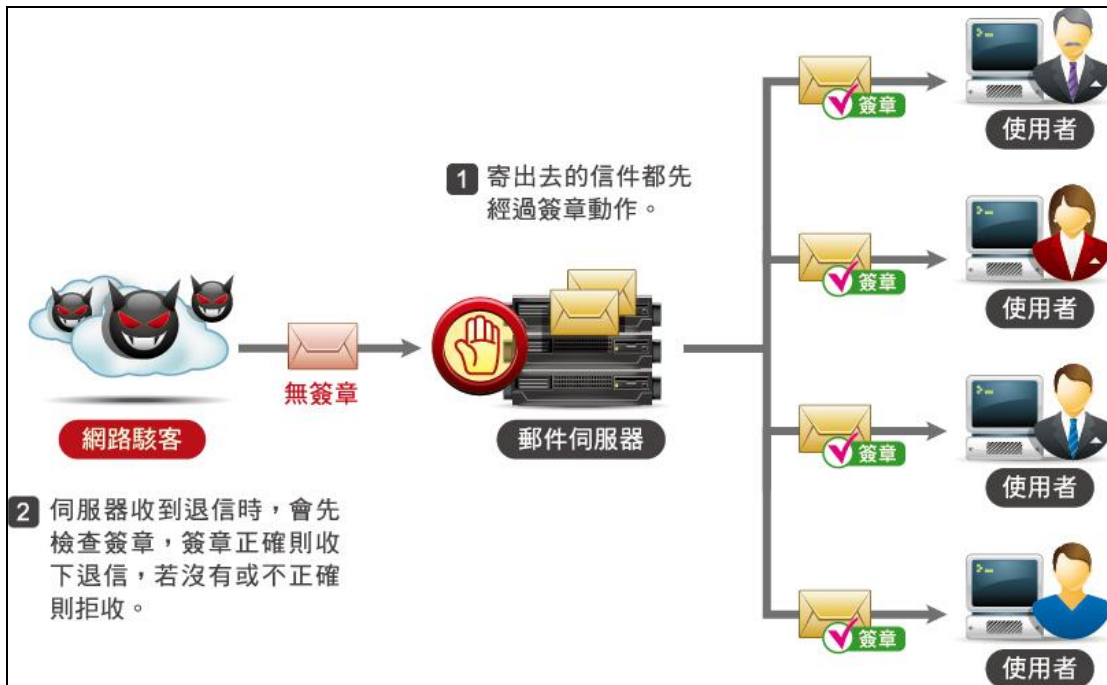 簽章
使用者
1 寄出去的信件都先
經過簽章動作。
簽章
使用者
無簽章
網路駭客
郵件伺服器
簽章
使用者
2 伺服器收到退信時，會先
檢查簽章，簽章正確則收
下退信，若沒有或不正確
則拒收。
簽章
使用者